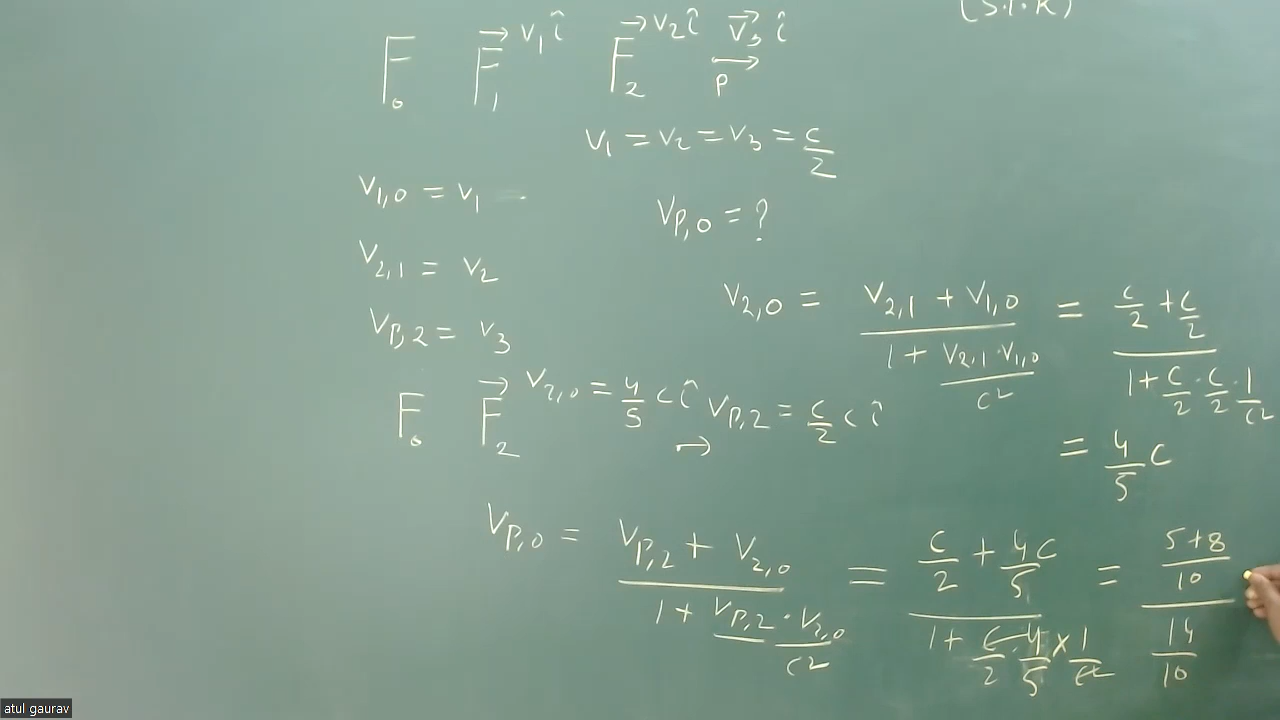 (S.T.R)
F₀ F₁ → v₁î F₂ → v₂î v⃗₃ î
→
P
v₁ = v₂ = v₃ = c/2
v₁,₀ = v₁
v_P,₀ = ?
v₂,₁ = v₂
v₂,₀ = (v₂,₁ + v₁,₀)/(1 + v₂,₁ · v₁,₀/c²) = (c/2 + c/2)/(1 + c/2 · c/2 · 1/c²)
v_P,₂ = v₃
F₀ F₂ → v₂,₀ = 4/5 c î v_P,₂ = c/2 c î
→
= 4/5 c
v_P,₀ = (v_P,₂ + v₂,₀)/(1 + v_P,₂ · v₂,₀/c²) = (c/2 + 4c/5)/(1 + c/2 · 4/5 × 1/c²) = ((5+8)/10)/(14/10)
atul gaurav